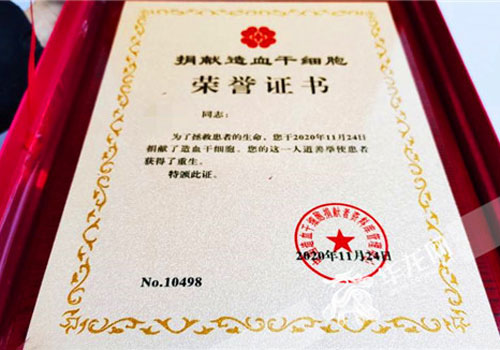 捐献造血干细胞
荣誉证书
同志:
为了拯救患者的生命,您于2020年11月24日
捐献了造血干细胞。您的这一人道善举使患者
获得了重生。
特颁此证。
2020年11月24日
No.10498
华龙网